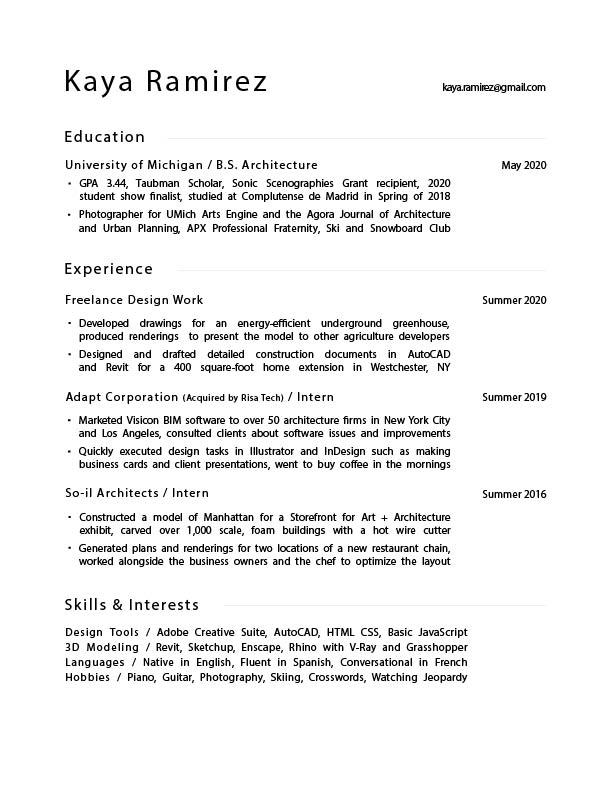 Kaya Ramirez
kaya.ramirez@gmail.com
Education
University of Michigan / B.S. Architecture May 2020
• GPA 3.44, Taubman Scholar, Sonic Scenographies Grant recipient, 2020
student show finalist, studied at Complutense de Madrid in Spring of 2018
• Photographer for UMich Arts Engine and the Agora Journal of Architecture
and Urban Planning, APX Professional Fraternity, Ski and Snowboard Club
Experience
Freelance Design Work Summer 2020
• Developed drawings for an energy-efficient underground greenhouse,
produced renderings to present the model to other agriculture developers
• Designed and drafted detailed construction documents in AutoCAD
and Revit for a 400 square-foot home extension in Westchester, NY
Adapt Corporation (Acquired by Risa Tech) / Intern Summer 2019
• Marketed Visicon BIM software to over 50 architecture firms in New York City
and Los Angeles, consulted clients about software issues and improvements
• Quickly executed design tasks in Illustrator and InDesign such as making
business cards and client presentations, went to buy coffee in the mornings
So-il Architects / Intern Summer 2016
• Constructed a model of Manhattan for a Storefront for Art + Architecture
exhibit, carved over 1,000 scale, foam buildings with a hot wire cutter
• Generated plans and renderings for two locations of a new restaurant chain,
worked alongside the business owners and the chef to optimize the layout
Skills & Interests
Design Tools / Adobe Creative Suite, AutoCAD, HTML CSS, Basic JavaScript
3D Modeling / Revit, Sketchup, Enscape, Rhino with V-Ray and Grasshopper
Languages / Native in English, Fluent in Spanish, Conversational in French
Hobbies / Piano, Guitar, Photography, Skiing, Crosswords, Watching Jeopardy